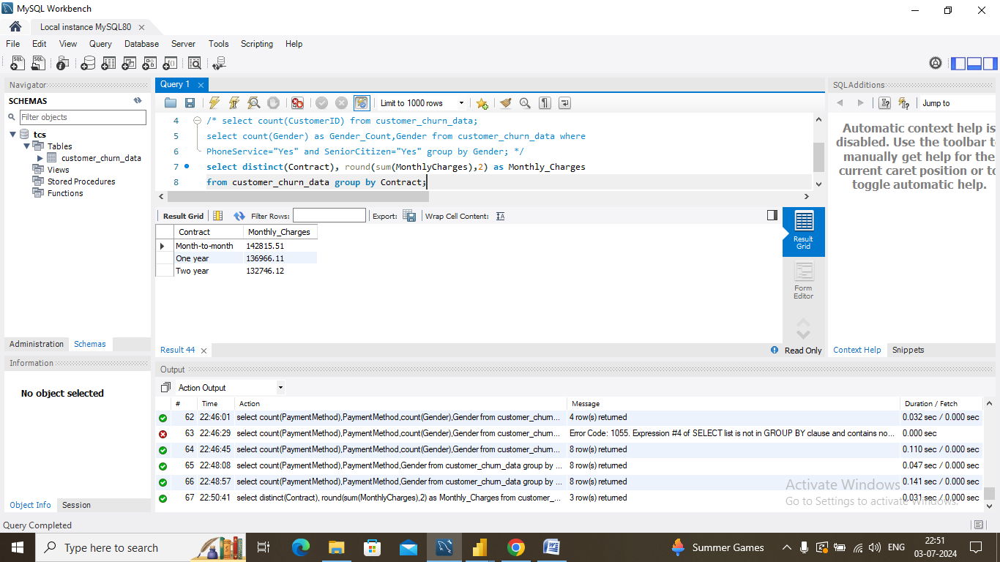 MySQL Workbench
Local instance MySQL80
File Edit View Query Database Server Tools Scripting Help
Navigator
SCHEMAS
Filter objects
tcs
Tables
customer_churn_data
Views
Stored Procedures
Functions
Administration Schemas
Information
No object selected
Object Info Session
Query 1
Limit to 1000 rows
4 /* select count(CustomerID) from customer_churn_data;
5 select count(Gender) as Gender_Count,Gender from customer_churn_data where
6 PhoneService="Yes" and SeniorCitizen="Yes" group by Gender; */
7 select distinct(Contract), round(sum(MonthlyCharges),2) as Monthly_Charges
8 from customer_churn_data group by Contract;
Result Grid Filter Rows: Export: Wrap Cell Content:
Contract Monthly_Charges
Month-to-month 142815.51
One year 136966.11
Two year 132746.12
Result Grid
Form Editor
Result 44
Read Only
SQLAdditions
Jump to
Automatic context help is
disabled. Use the toolbar t
manually get help for the
current caret position or to
toggle automatic help.
Context Help Snippets
Output
Action Output
# Time Action Message Duration / Fetch
62 22:46:01 select count(PaymentMethod),PaymentMethod,count(Gender),Gender from customer_churn... 4 row(s) returned 0.032 sec / 0.000 sec
63 22:46:29 select count(PaymentMethod),PaymentMethod,count(Gender),Gender from customer_churn... Error Code: 1055. Expression #4 of SELECT list is not in GROUP BY clause and contains no... 0.000 sec
64 22:46:45 select count(PaymentMethod),PaymentMethod,count(Gender),Gender from customer_churn... 8 row(s) returned 0.110 sec / 0.000 sec
65 22:48:08 select count(PaymentMethod),PaymentMethod,Gender from customer_churn_data group by ... 8 row(s) returned 0.047 sec / 0.000 sec
66 22:48:57 select count(PaymentMethod),PaymentMethod,Gender from customer_churn_data group by ... 8 row(s) returned 0.141 sec / 0.000 sec
67 22:50:41 select distinct(Contract), round(sum(MonthlyCharges),2) as Monthly_Charges from customer_... 3 row(s) returned 0.031 sec / 0.000 sec
Activate Windows
Go to Settings to activate Windows.
Query Completed
Type here to search
Summer Games
ENG
22:51
03-07-2024